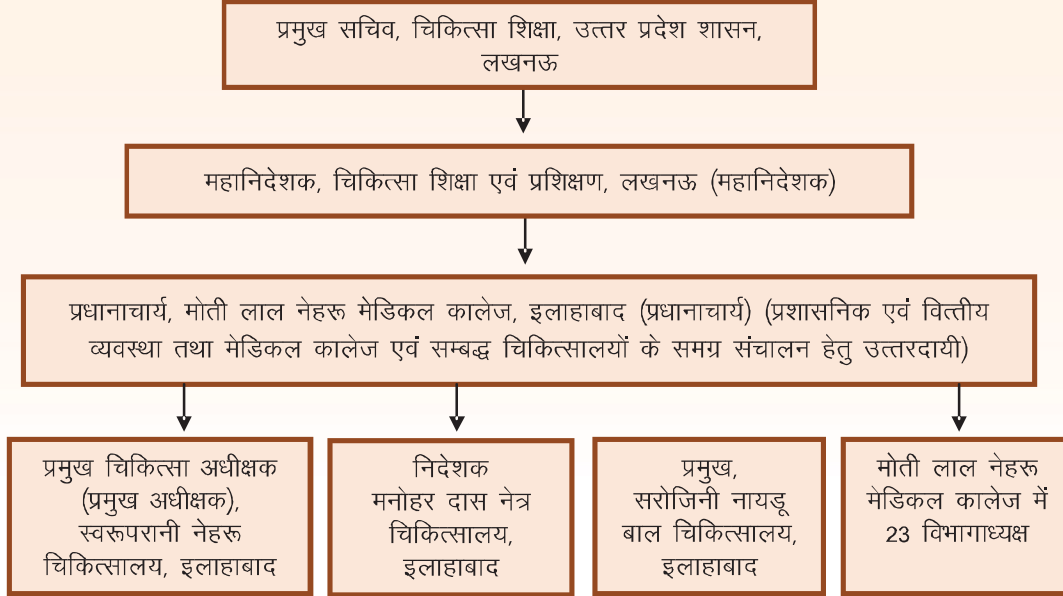 प्रमुख सचिव, चिकित्सा शिक्षा, उत्तर प्रदेश शासन,
लखनऊ
महानिदेशक, चिकित्सा शिक्षा एवं प्रशिक्षण, लखनऊ (महानिदेशक)
प्रधानाचार्य, मोती लाल नेहरू मेडिकल कालेज, इलाहाबाद (प्रधानाचार्य) (प्रशासनिक एवं वित्तीय
व्यवस्था तथा मेडिकल कालेज एवं सम्बद्ध चिकित्सालयों के समग्र संचालन हेतु उत्तरदायी)
प्रमुख चिकित्सा अधीक्षक
(प्रमुख अधीक्षक),
स्वरूपरानी नेहरू
चिकित्सालय, इलाहाबाद
निदेशक
मनोहर दास नेत्र
चिकित्सालय,
इलाहाबाद
प्रमुख,
सरोजिनी नायडू
बाल चिकित्सालय,
इलाहाबाद
मोती लाल नेहरू
मेडिकल कालेज में
23 विभागाध्यक्ष